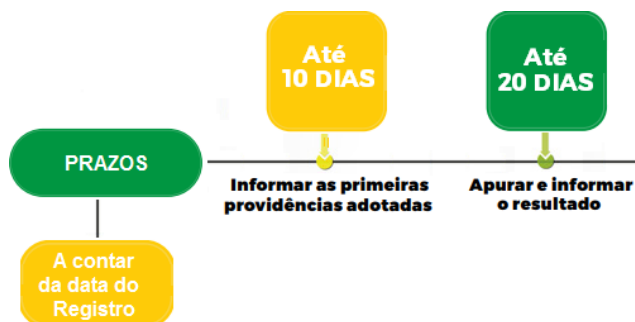 Até
10 DIAS
Até
20 DIAS
PRAZOS
Informar as primeiras
providências adotadas
Apurar e informar
o resultado
A contar
da data do
Registro